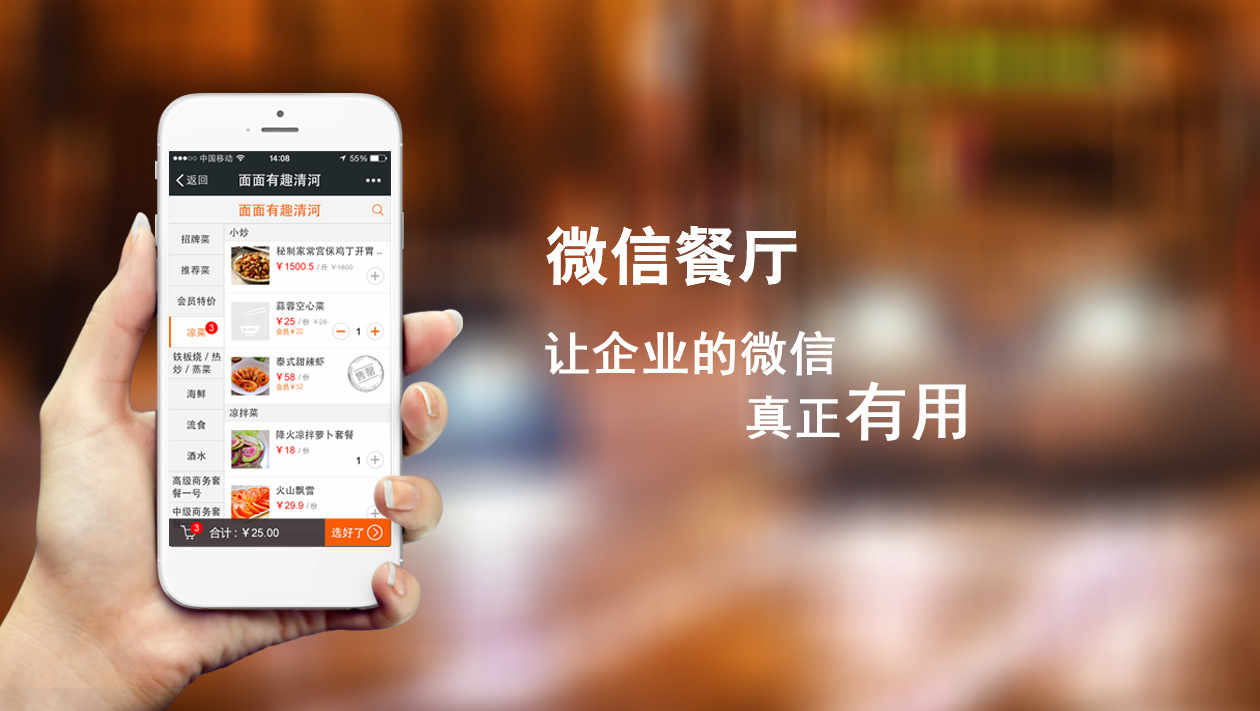 中国移动 14:08 55%
返回 面面有趣清河
面面有趣清河
招牌菜
推荐菜
会员特价
凉菜 3
铁板烧 / 热
炒 / 蒸菜
海鲜
流食
酒水
高级商务套
餐一号
中级商务套
小炒
秘制家常宫保鸡丁开胃 ...
¥1500.5 / 份 ¥1600
蒜蓉空心菜
¥25 / 份 ¥28
会员¥22 1
泰式甜辣虾
¥58 / 份
会员¥52
售罄
凉拌菜
降火凉拌萝卜套餐
¥18 / 份
1
火山飘雪
¥29.9 / 份
3 合计：¥25.00 选好了
微信餐厅
让企业的微信
真正有用